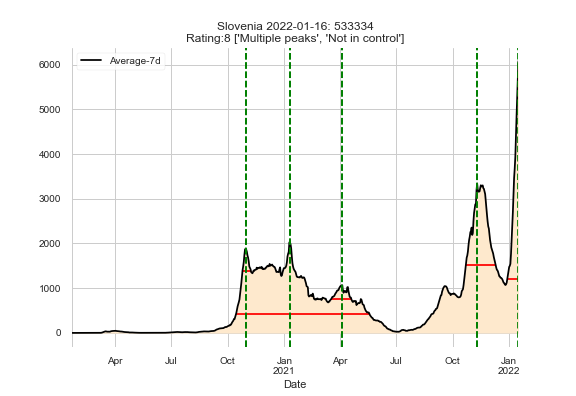 Slovenia 2022-01-16: 533334
Rating:8 ['Multiple peaks', 'Not in control']
Average-7d
6000
5000
4000
3000
2000
1000
0
Apr
Jul
Oct
Jan
2021
Apr
Jul
Oct
Jan
2022
Date